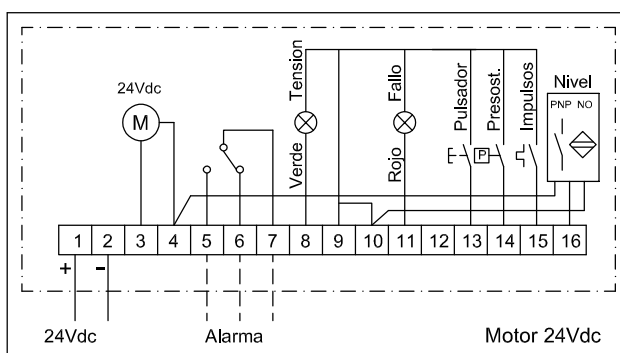 24Vdc
M
Tension
Verde
Fallo
Rojo
Pulsador
Presost.
P
Impulsos
Nivel
PNP NO
1 2 3 4 5 6 7 8 9 10 11 12 13 14 15 16
+ -
24Vdc
Alarma
Motor 24Vdc